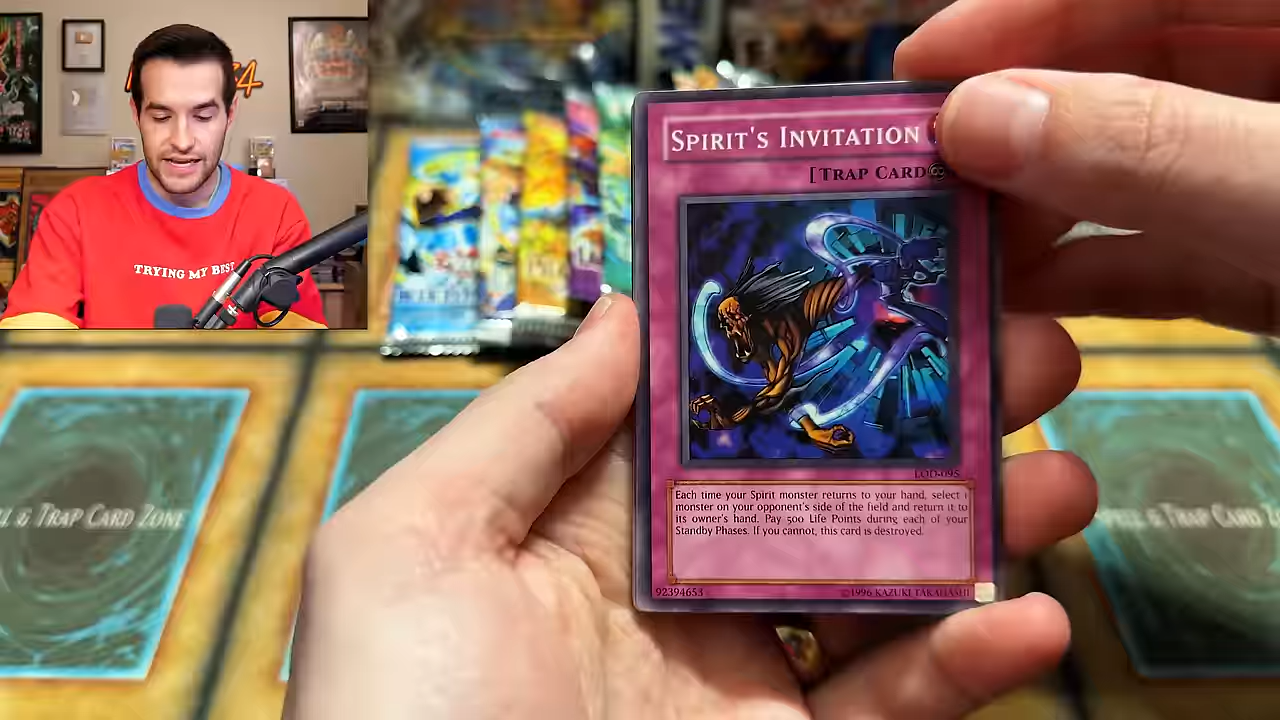 TRYING MY BEST
SPIRIT'S INVITATION
[TRAP CARD
LOD-095
Each time your Spirit monster returns to your hand, select 1
monster on your opponent's side of the field and return it to
its owner's hand. Pay 500 Life Points during each of your
Standby Phases. If you cannot, this card is destroyed.
92394653
©1996 KAZUKI TAKAHASHI
& TRAP CARD ZONE
& TRAP CARD